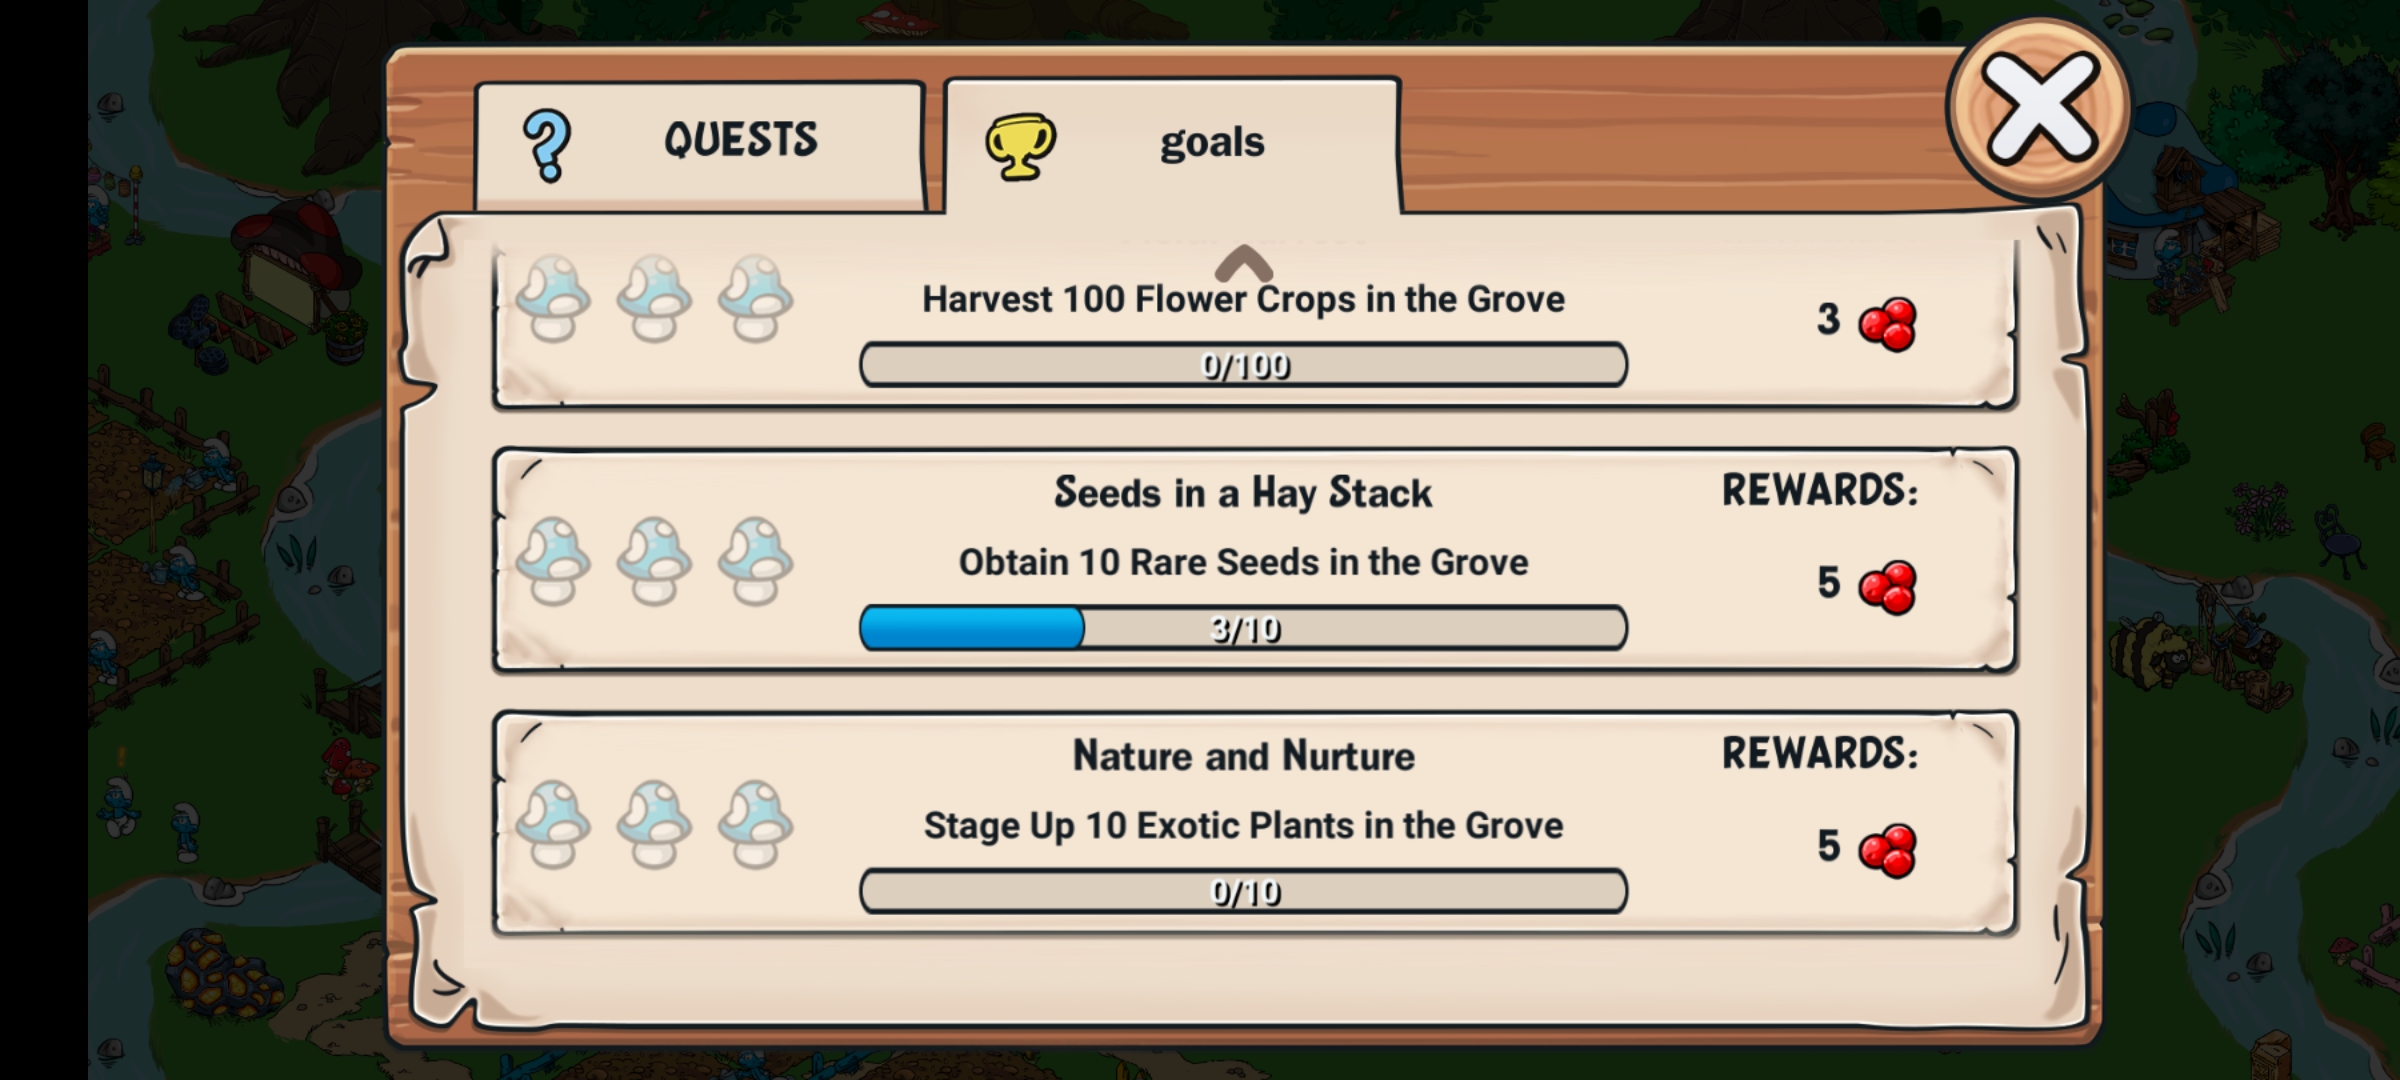 QUESTS
goals
Harvest 100 Flower Crops in the Grove
3
0/100
Seeds in a Hay Stack
REWARDS:
Obtain 10 Rare Seeds in the Grove
5
3/10
Nature and Nurture
REWARDS:
Stage Up 10 Exotic Plants in the Grove
5
0/10